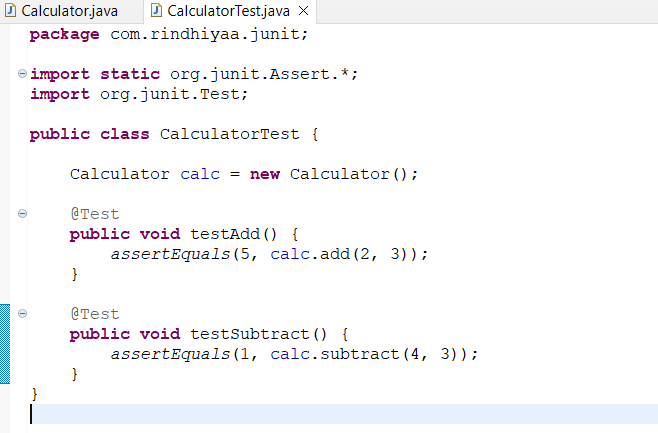 Calculator.java CalculatorTest.java
package com.rindhiyaa.junit;
import static org.junit.Assert.*;
import org.junit.Test;
public class CalculatorTest {
Calculator calc = new Calculator();
@Test
public void testAdd() {
assertEquals(5, calc.add(2, 3));
}
@Test
public void testSubtract() {
assertEquals(1, calc.subtract(4, 3));
}
}